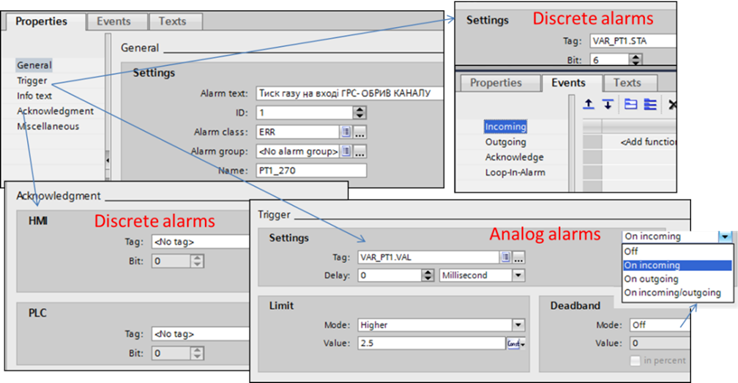 Properties Events Texts
General
Trigger
Info text
Acknowledgment
Miscellaneous
General
Settings
Alarm text: Тиск газу на вході ГРС- ОБРИВ КАНАЛУ
ID: 1
Alarm class: ERR
Alarm group: <No alarm group>
Name: PT1_270
Settings Discrete alarms
Tag: VAR_PT1.STA
Bit: 6
Properties Events Texts
Incoming
Outgoing
Acknowledge
Loop-In-Alarm
<Add function
Acknowledgment
HMI
Discrete alarms
Tag: <No tag>
Bit: 0
PLC
Tag: <No tag>
Bit: 0
Trigger
Settings
Analog alarms
Tag: VAR_PT1.VAL
Delay: 0 Millisecond
Limit
Mode: Higher
Value: 2.5
Const
Deadband
Mode: Off
Value: 0
in percent
On incoming
Off
On incoming
On outgoing
On incoming/outgoing